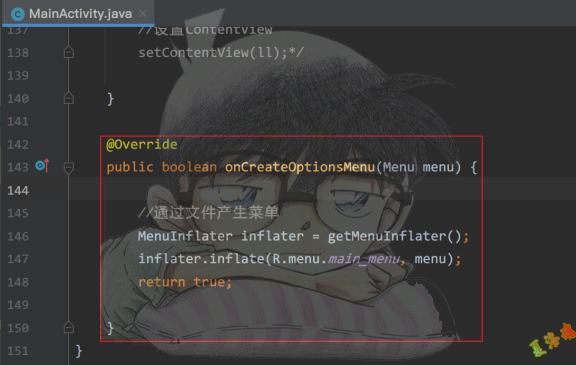 MainActivity.java
137 //设置ContentView
138 setContentView(ll);*/
139
140 }
141
142 @Override
143 public boolean onCreateOptionsMenu(Menu menu) {
144
145 //通过文件产生菜单
146 MenuInflater inflater = getMenuInflater();
147 inflater.inflate(R.menu.main_menu, menu);
148 return true;
149
150 }
151 }